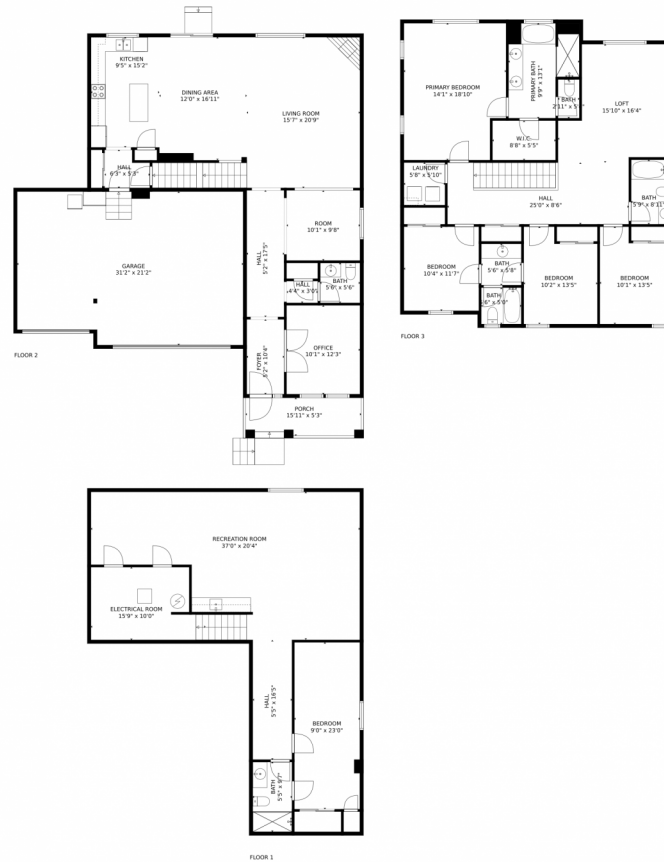 KITCHEN
9'5" x 15'2"
DINING AREA
12'0" x 16'11"
LIVING ROOM
15'7" x 20'9"
HALL
6'3" x 5'3"
GARAGE
31'2" x 21'2"
HALL
5'2" x 17'5"
ROOM
10'1" x 9'8"
HALL
4'4" x 3'0"
BATH
5'6" x 5'6"
FOYER
x 10'6"
OFFICE
10'1" x 12'3"
PORCH
15'11" x 5'3"
FLOOR 2
PRIMARY BEDROOM
14'1" x 18'10"
PRIMARY BATH
9'9" x 13'1"
BATH
2'11" x
LOFT
15'10" x 16'4"
W.I.C.
8'8" x 5'5"
LAUNDRY
5'8" x 5'10"
HALL
25'0" x 8'6"
BATH
5'9" x 8'11"
BEDROOM
10'4" x 11'7"
BATH
5'6" x 5'8"
BATH
BEDROOM
10'2" x 13'5"
BEDROOM
10'1" x 13'5"
FLOOR 3
RECREATION ROOM
37'0" x 20'4"
ELECTRICAL ROOM
15'9" x 10'0"
HALL
5'5" x 16'5"
BEDROOM
9'0" x 23'0"
BATH
5'5" x 9'7"
FLOOR 1